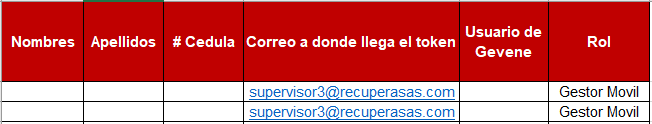 Nombres Apellidos # Cedula Correo a donde llega el token Usuario de Gevene Rol
supervisor3@recuperasas.com Gestor Movil
supervisor3@recuperasas.com Gestor Movil